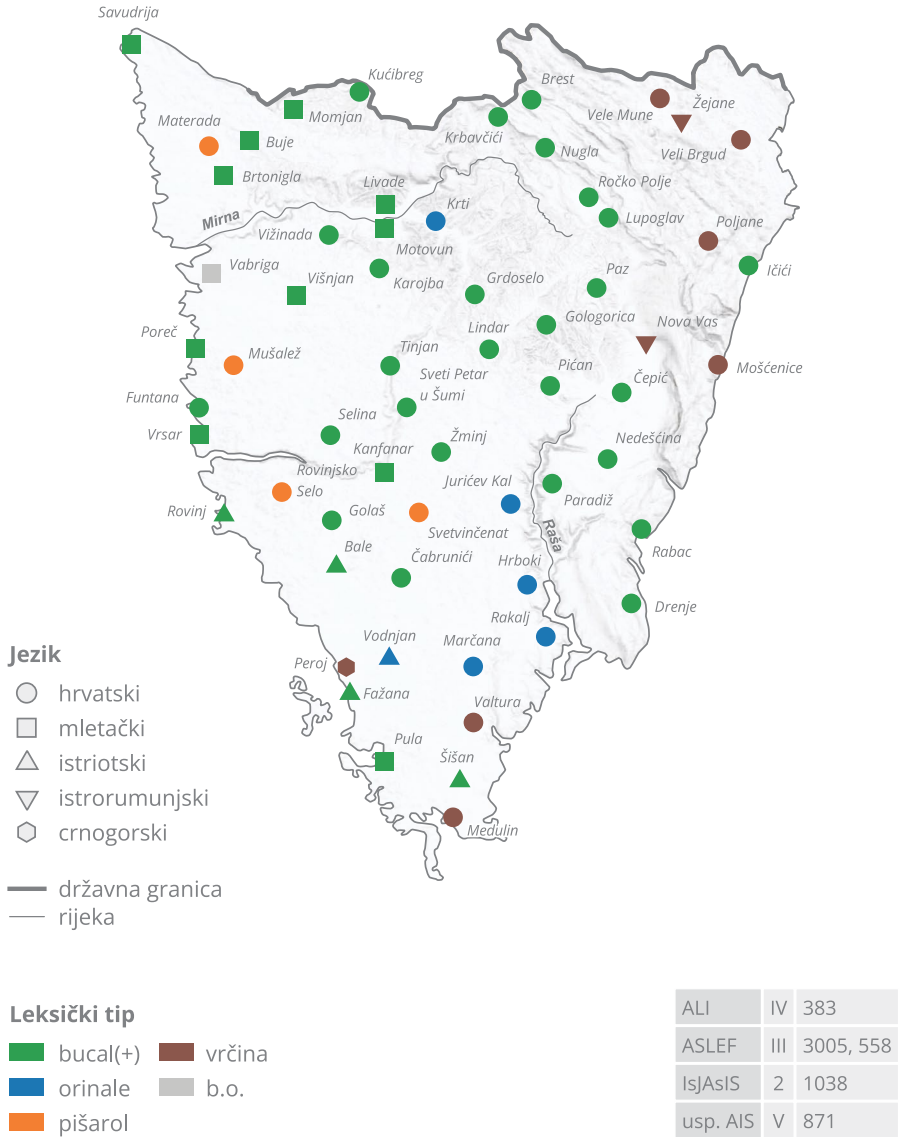 Savudrija
Kućibreg
Brest
Momjan
Vele Mune
Žejane
Materada
Krbavčići
Buje
Nugla
Veli Brgud
Brtonigla
Livade
Ročko Polje
Krti
Lupoglav
Mirna
Poljane
Vižinada
Motovun
Vabriga
Višnjan
Karojba
Grdoselo
Paz
Ičići
Gologorica
Nova Vas
Poreč
Lindar
Mušalež
Tinjan
Pićan
Mošćenice
Sveti Petar
u Šumi
Čepić
Funtana
Selina
Vrsar
Žminj
Nedešćina
Kanfanar
Rovinjsko
Selo
Jurićev Kal
Paradiž
Rovinj
Golaš
Svetvinčenat
Raša
Bale
Čabrunići
Hrboki
Rabac
Drenje
Rakalj
Vodnjan
Marčana
Peroj
Fažana
Valtura
Pula
Šišan
Medulin
Jezik
hrvatski
mletački
istriotski
istrorumunjski
crnogorski
državna granica
rijeka
Leksički tip
bucal(+)
vrčina
orinale
b.o.
pišarol
ALI IV 383
ASLEF III 3005, 558
IsJAsIS 2 1038
usp. AIS V 871